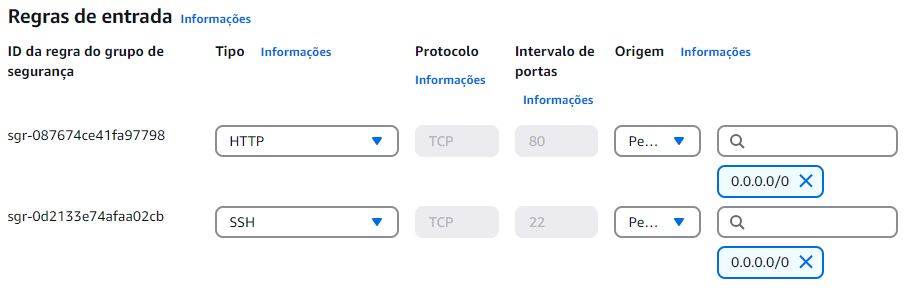 Regras de entrada Informações
ID da regra do grupo de segurança
Tipo Informações
Protocolo Informações
Intervalo de portas Informações
Origem Informações
sgr-087674ce41fa97798 HTTP TCP 80 Pe...
0.0.0.0/0
sgr-0d2133e74afaa02cb SSH TCP 22 Pe...
0.0.0.0/0